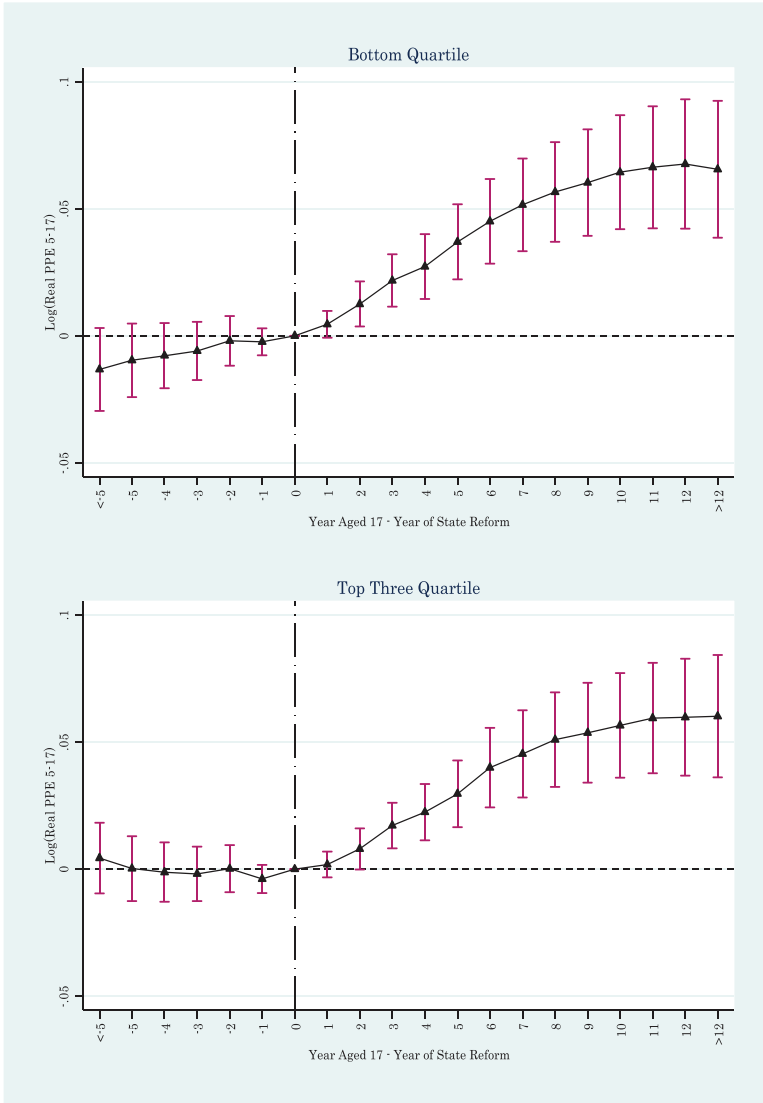 Bottom Quartile
.1
.05
0
-.05
Log(Real PPE 5-17)
<-5 -5 -4 -3 -2 -1 0 1 2 3 4 5 6 7 8 9 10 11 12 >12
Year Aged 17 - Year of State Reform
Top Three Quartile
.1
.05
0
-.05
Log(Real PPE 5-17)
<-5 -5 -4 -3 -2 -1 0 1 2 3 4 5 6 7 8 9 10 11 12 >12
Year Aged 17 - Year of State Reform